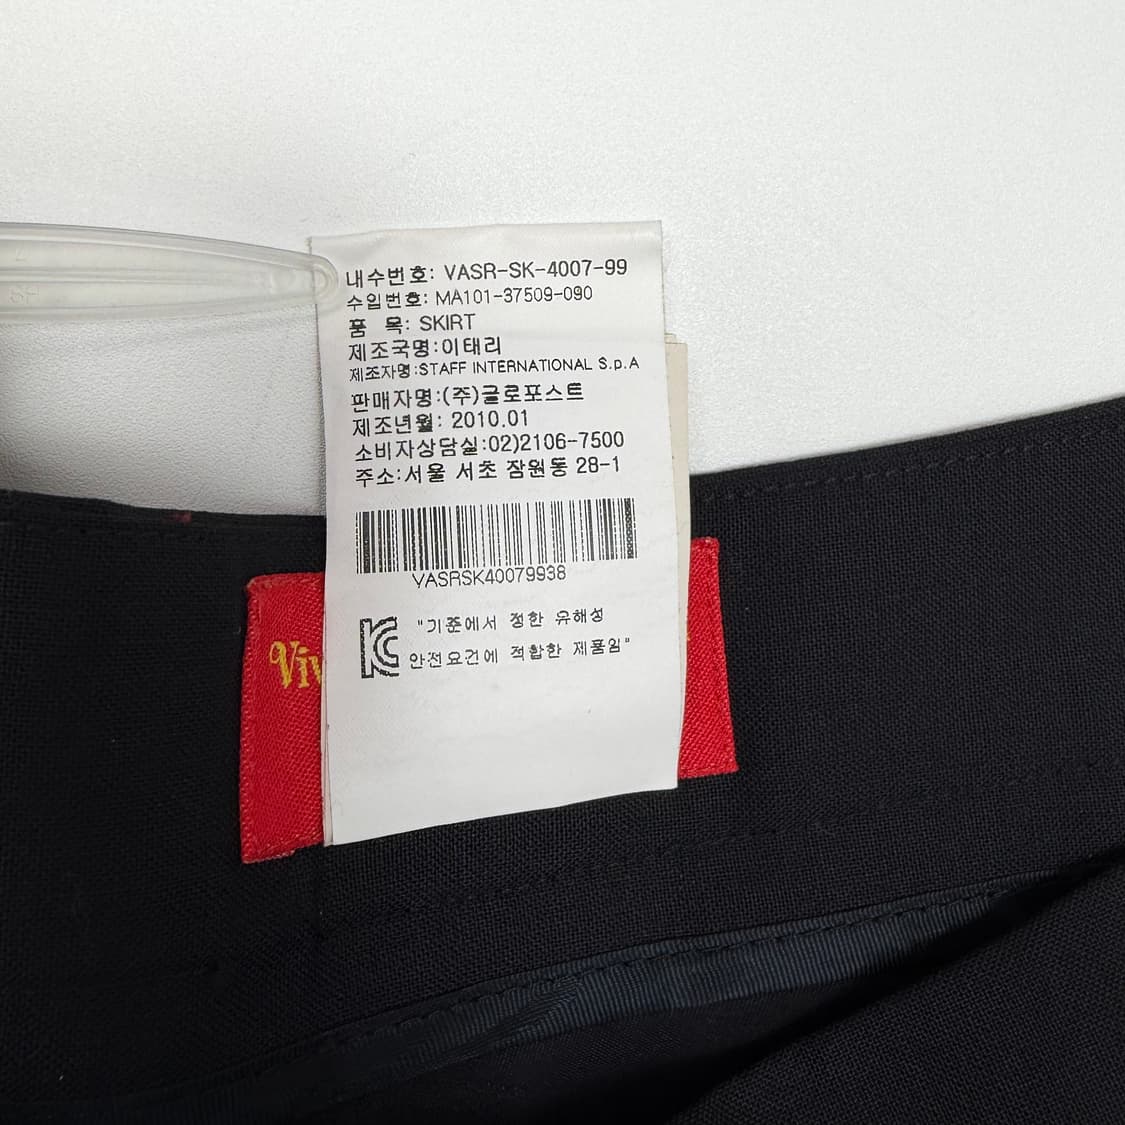 내수번호: VASR-SK-4007-99
수입번호: MA101-37509-090
품 목: SKIRT
제조국명:이태리
제조자명:STAFF INTERNATIONAL S.p.A
판매자명:(주)글로포스트
제조년월: 2010.01
소비자상담실:02)2106-7500
주소:서울 서초 잠원동 28-1
VASRSK40079938
"기준에서 정한 유해성
안전요건에 적합한 제품임"
Viv